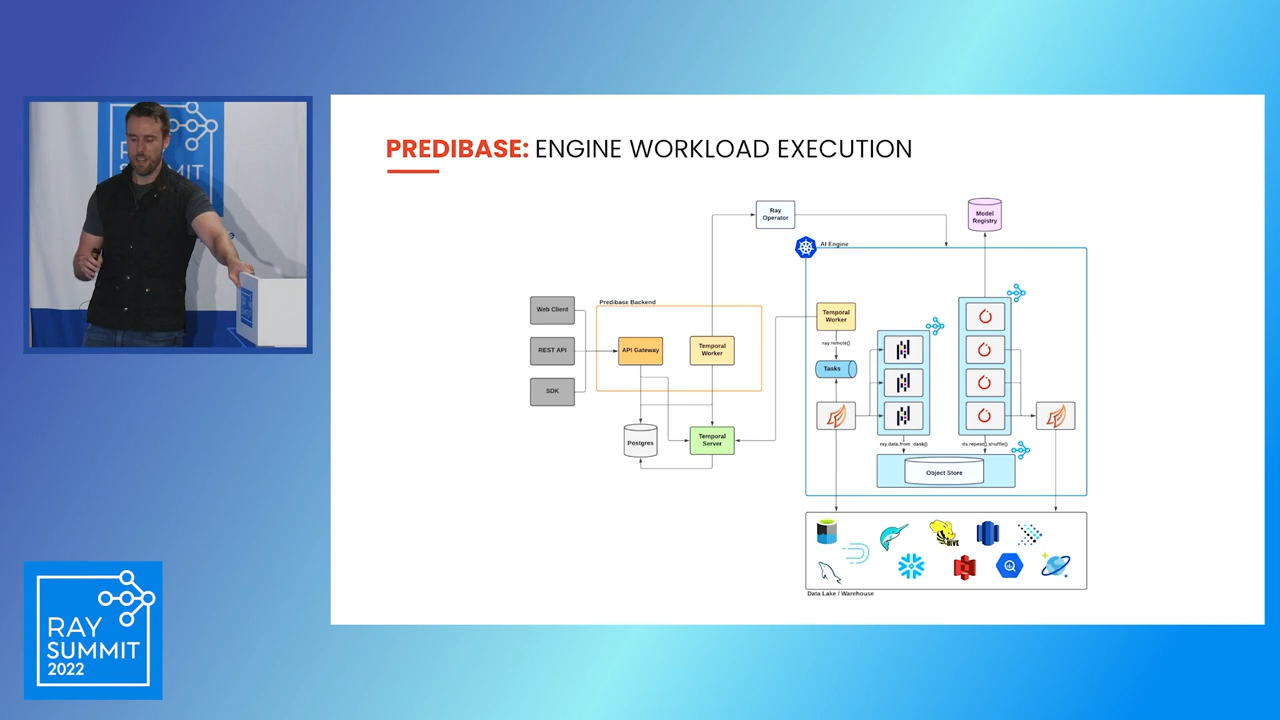 PREDIBASE: ENGINE WORKLOAD EXECUTION
Ray
Operator
Model
Registry
AI Engine
Predibase Backend
Web Client
REST API
SDK
API Gateway
Temporal
Worker
Postgres
Temporal
Server
Temporal
Worker
ray.remote()
Tasks
ray.data.from_dask()
ds.repeat().shuffle()
Object Store
HIVE
Data Lake / Warehouse
RAY
SUMMIT
2022